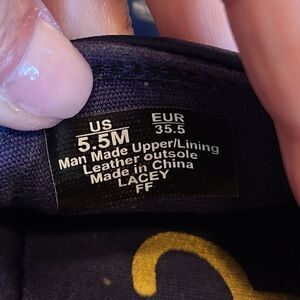 US EUR
5.5M 35.5
Man Made Upper/Lining
Leather outsole
Made in China
LACEY
FF